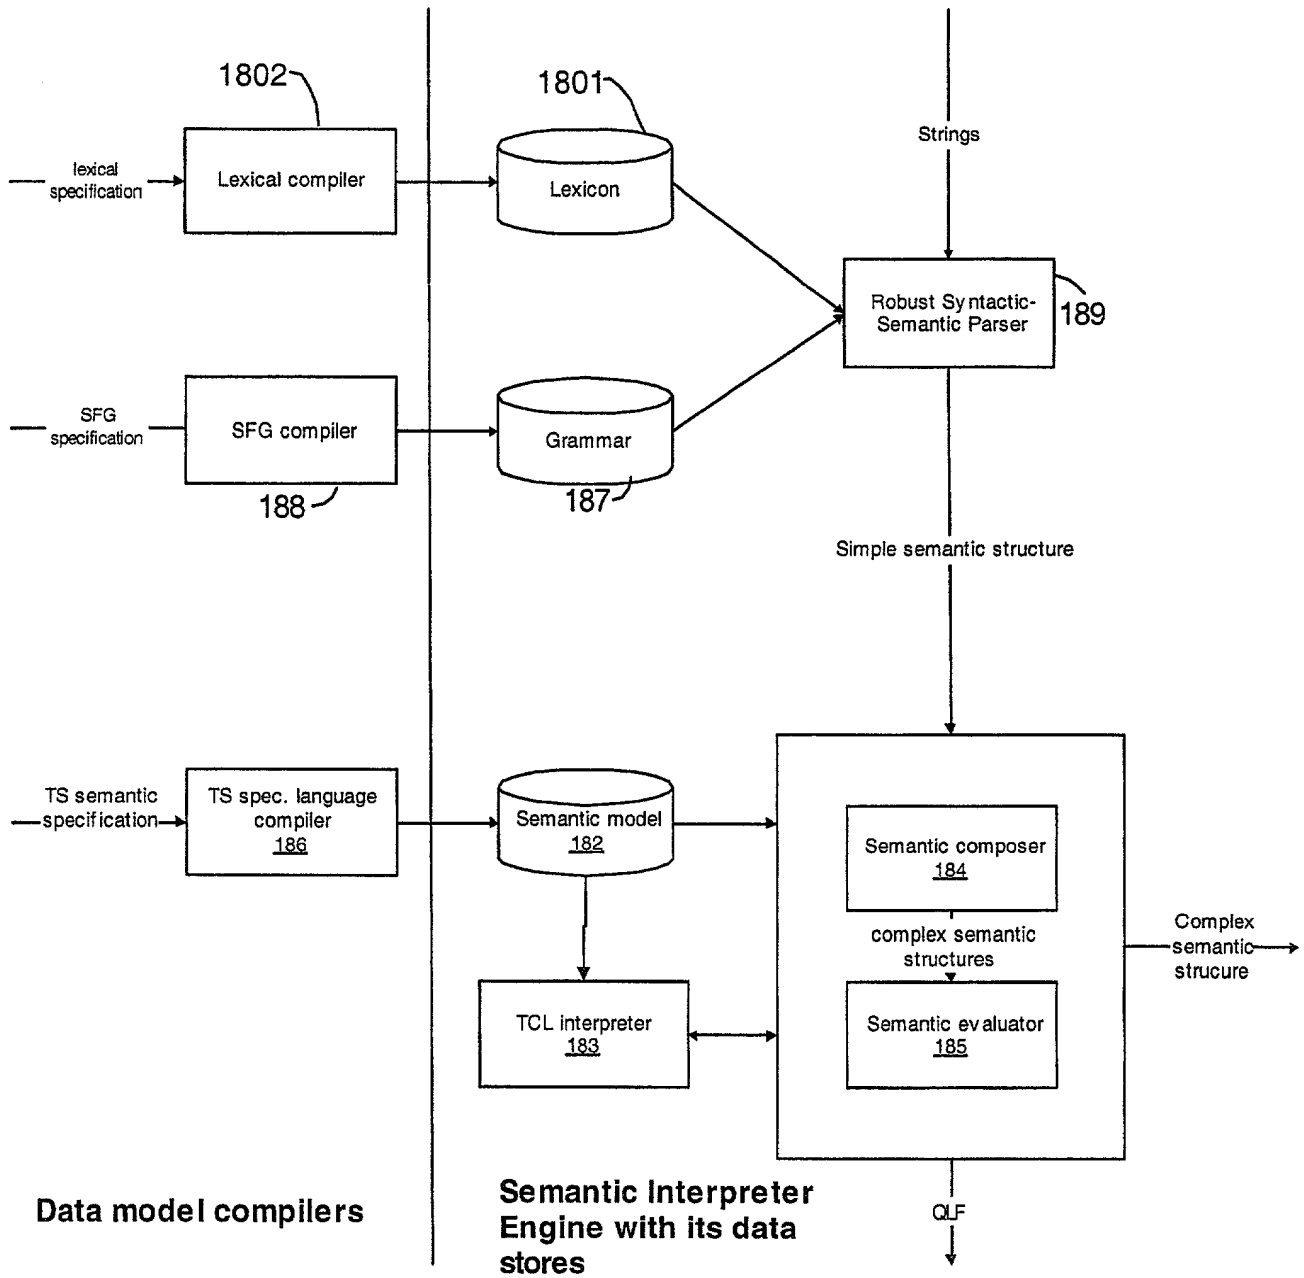 1802
1801
Strings
lexical
specification
Lexical compiler
Lexicon
Robust Syntactic-
Semantic Parser
189
SFG
specification
SFG compiler
Grammar
188
187
Simple semantic structure
TS semantic
specification
TS spec. language
compiler
186
Semantic model
182
Semantic composer
184
complex semantic
structures
Complex
semantic
strucure
TCL interpreter
183
Semantic evaluator
185
Data model compilers
Semantic Interpreter
Engine with its data
stores
QLF